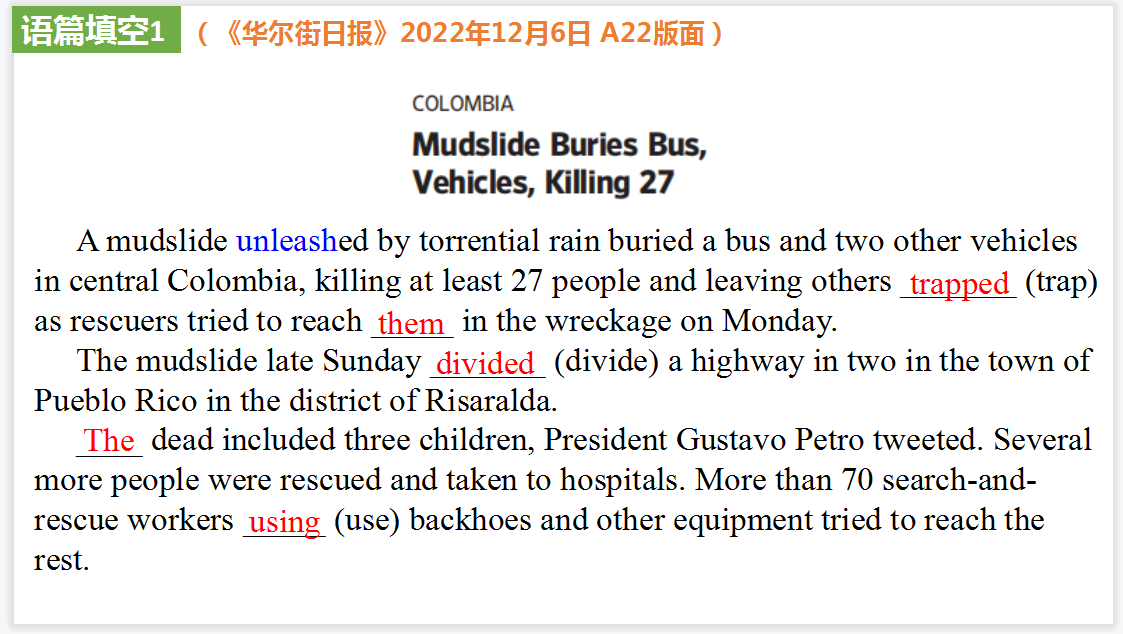 语篇填空1 （《华尔街日报》2022年12月6日 A22版面）
COLOMBIA
Mudslide Buries Bus,
Vehicles, Killing 27
A mudslide unleashed by torrential rain buried a bus and two other vehicles
in central Colombia, killing at least 27 people and leaving others trapped (trap)
as rescuers tried to reach them in the wreckage on Monday.
The mudslide late Sunday divided (divide) a highway in two in the town of
Pueblo Rico in the district of Risaralda.
The dead included three children, President Gustavo Petro tweeted. Several
more people were rescued and taken to hospitals. More than 70 search-and-
rescue workers using (use) backhoes and other equipment tried to reach the
rest.